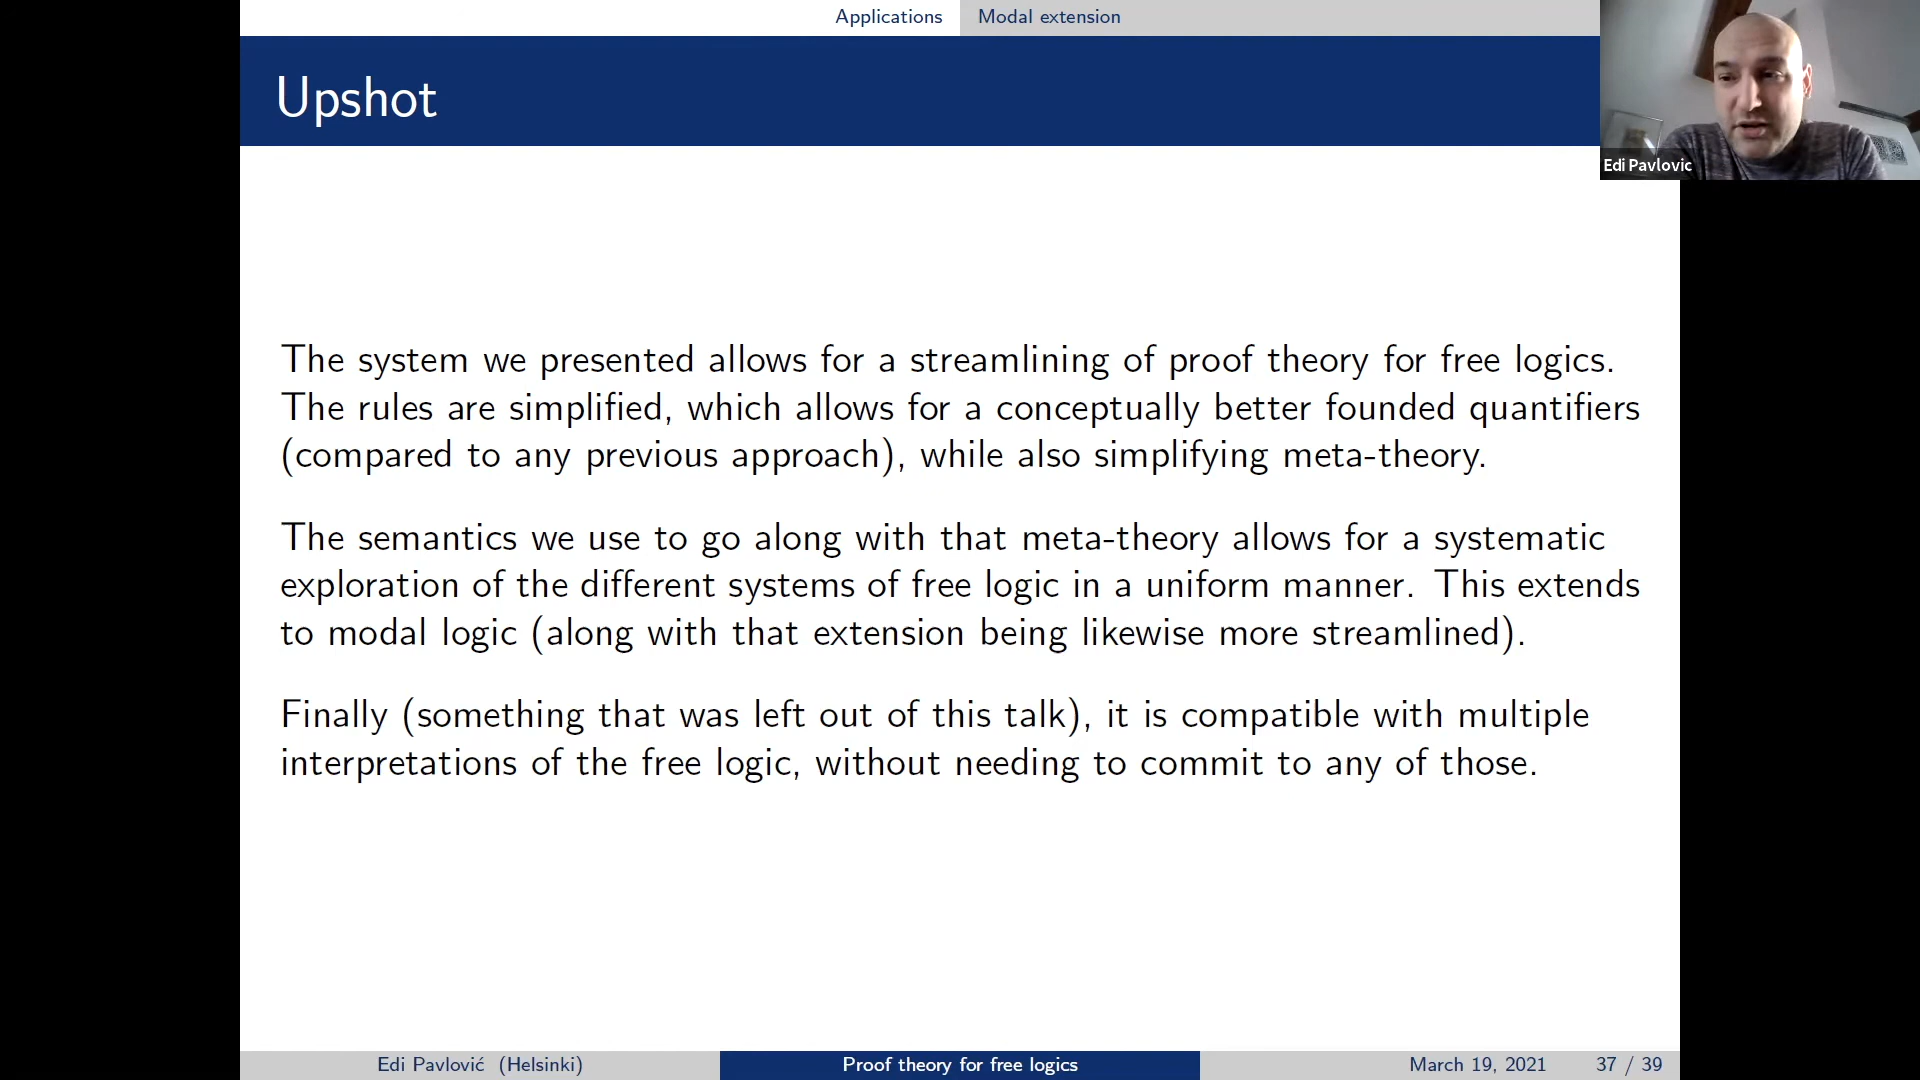 Applications Modal extension
Upshot
Edi Pavlovic
The system we presented allows for a streamlining of proof theory for free logics.
The rules are simplified, which allows for a conceptually better founded quantifiers
(compared to any previous approach), while also simplifying meta-theory.
The semantics we use to go along with that meta-theory allows for a systematic
exploration of the different systems of free logic in a uniform manner. This extends
to modal logic (along with that extension being likewise more streamlined).
Finally (something that was left out of this talk), it is compatible with multiple
interpretations of the free logic, without needing to commit to any of those.
Edi Pavlović (Helsinki) Proof theory for free logics March 19, 2021 37 / 39